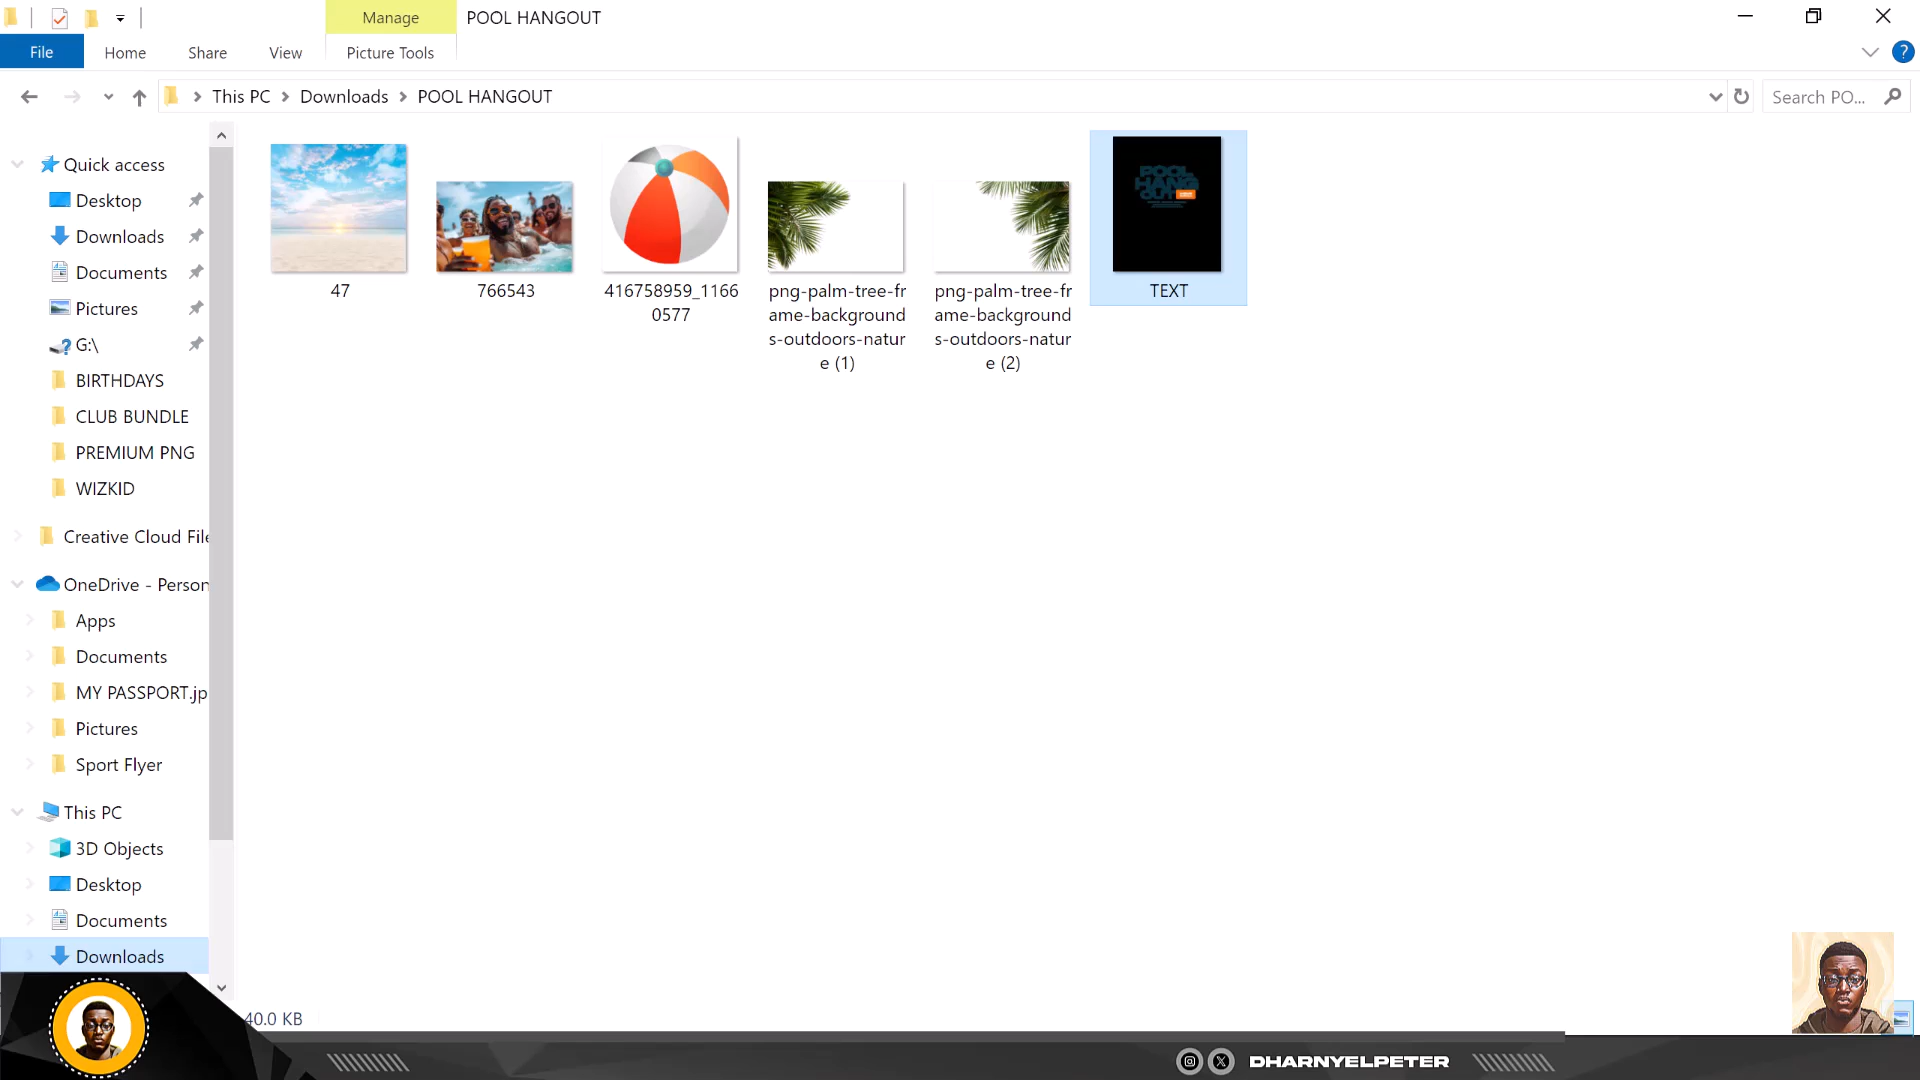 Manage
POOL HANGOUT
File
Home
Share
View
Picture Tools
?
This PC
Downloads
POOL HANGOUT
Search PO...
Quick access
Desktop
Downloads
Documents
Pictures
G:\
BIRTHDAYS
CLUB BUNDLE
PREMIUM PNG
WIZKID
Creative Cloud File
OneDrive - Person
Apps
Documents
MY PASSPORT.jp
Pictures
Sport Flyer
This PC
3D Objects
Desktop
Documents
Downloads
47
766543
416758959_1166
0577
png-palm-tree-fr
ame-background
s-outdoors-natur
e (1)
png-palm-tree-fr
ame-background
s-outdoors-natur
e (2)
POOL
HANG
OUT
TEXT
40.0 KB
DHARNYELPETER